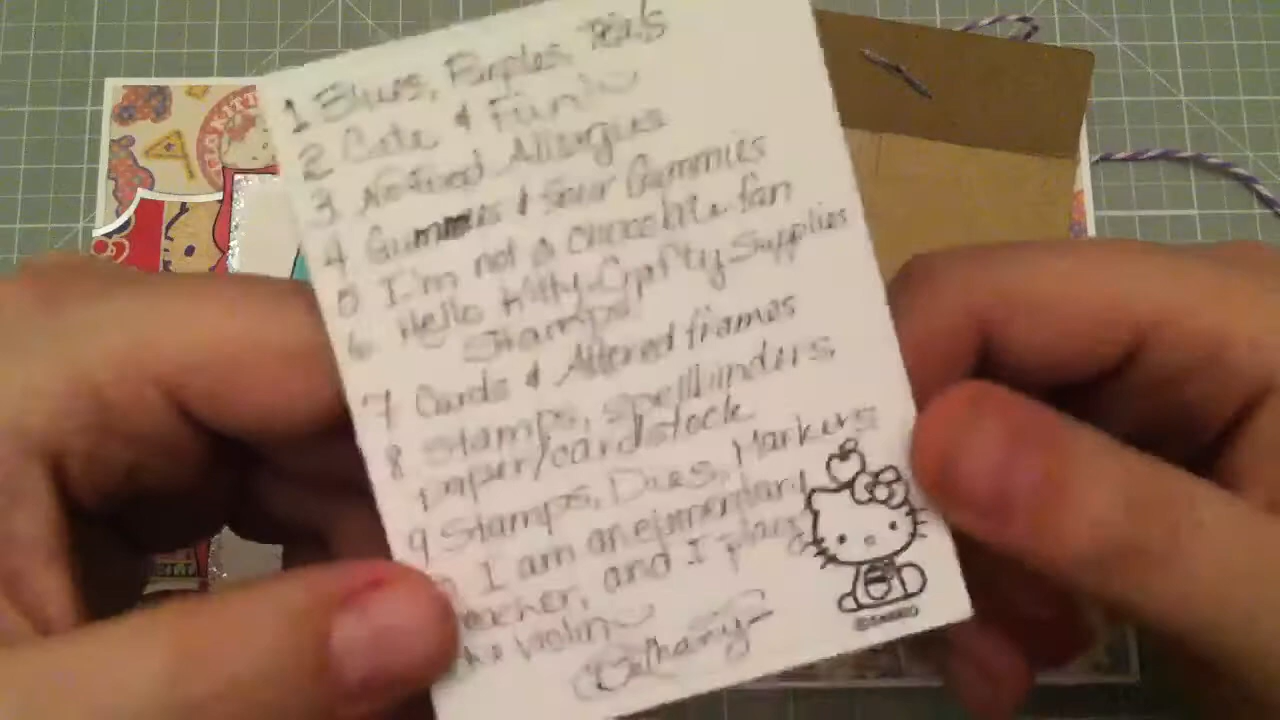 1 Blues, Purples, Teals
2 Cute & Fun
3 No Food Allergies
4 Gummies & Sour Gummies
5 I'm not a chocolate fan
6 Hello Kitty Crafty Supplies
Stamps
7 Cards & Altered frames
8 Stamps, spellbinders
paper/cardstock
9 Stamps, Dies, Markers
I am an elementary
teacher, and I play
the violin
Bethany
©SANRIO